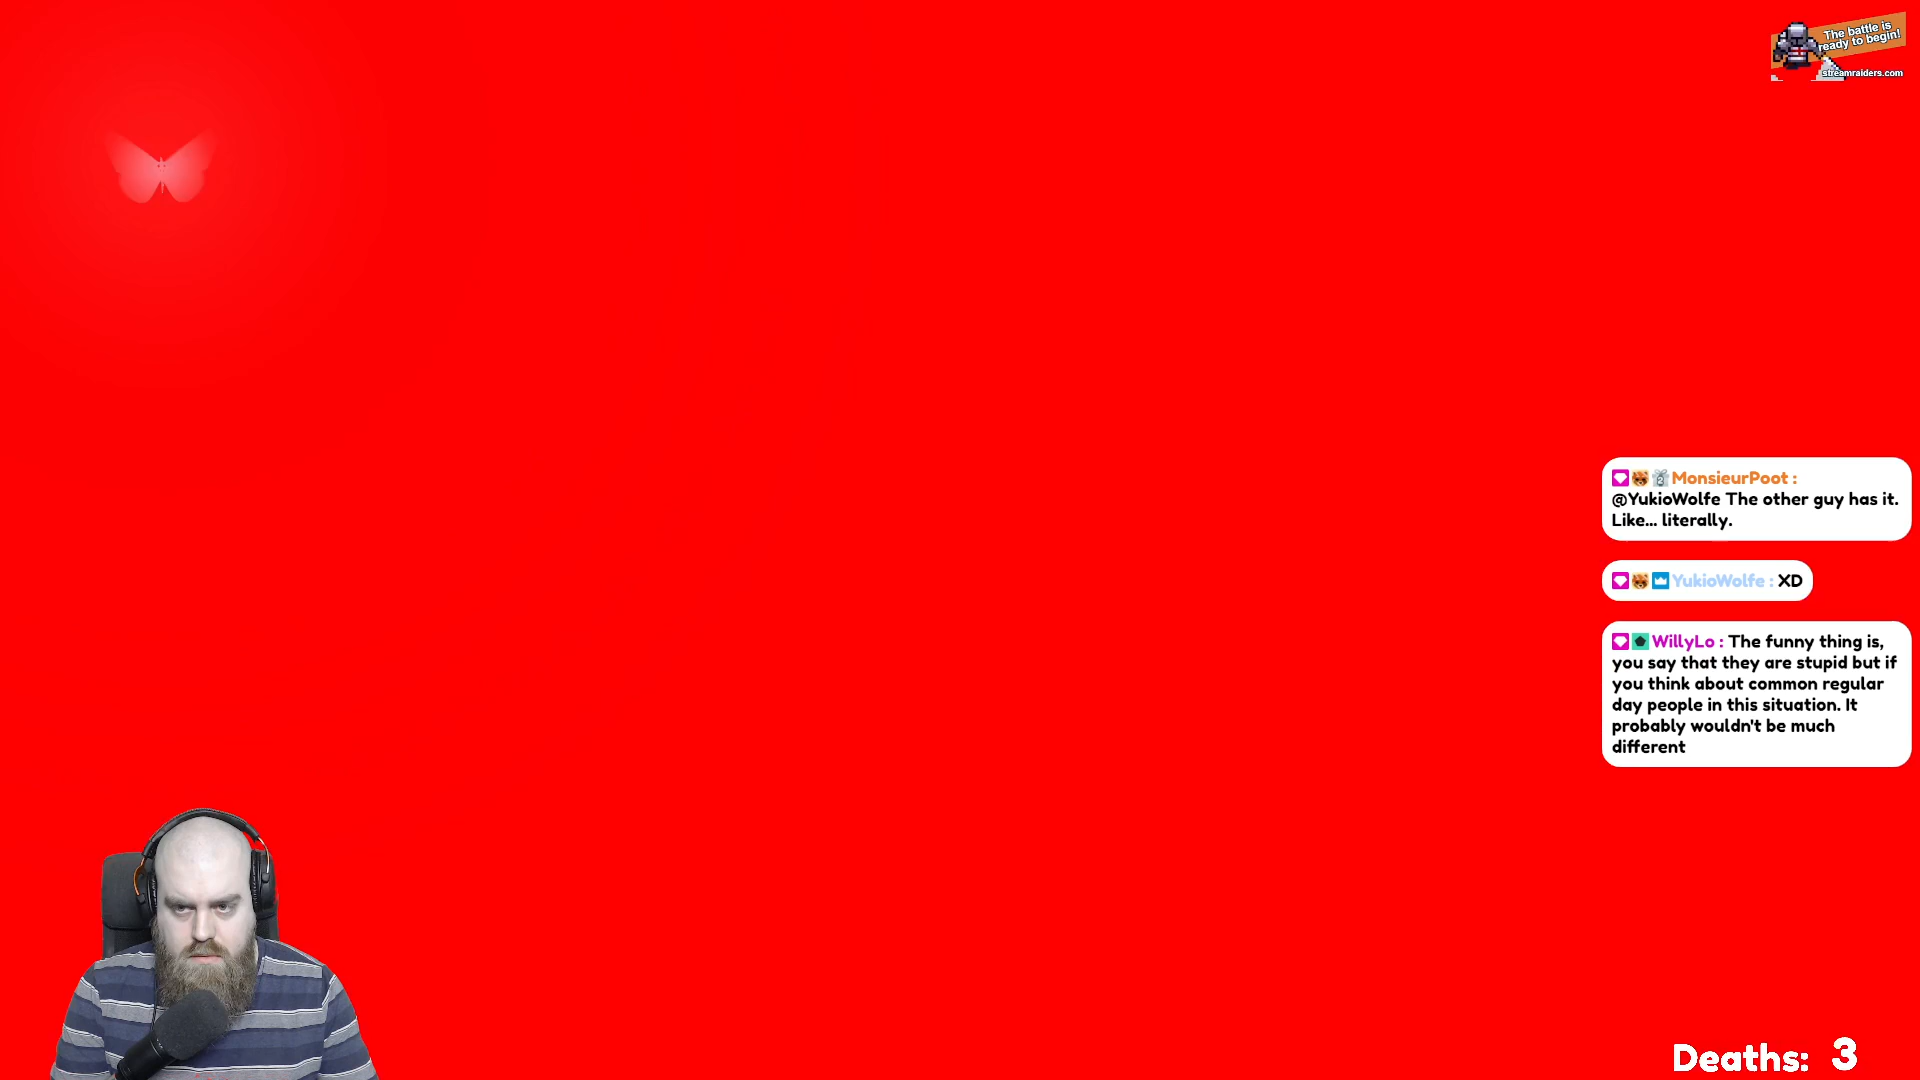 The battle is
ready to begin!
streamraiders.com
MonsieurPoot :
@YukioWolfe The other guy has it.
Like... literally.
YukioWolfe : XD
WillyLo : The funny thing is,
you say that they are stupid but if
you think about common regular
day people in this situation. It
probably wouldn't be much
different
Deaths: 3